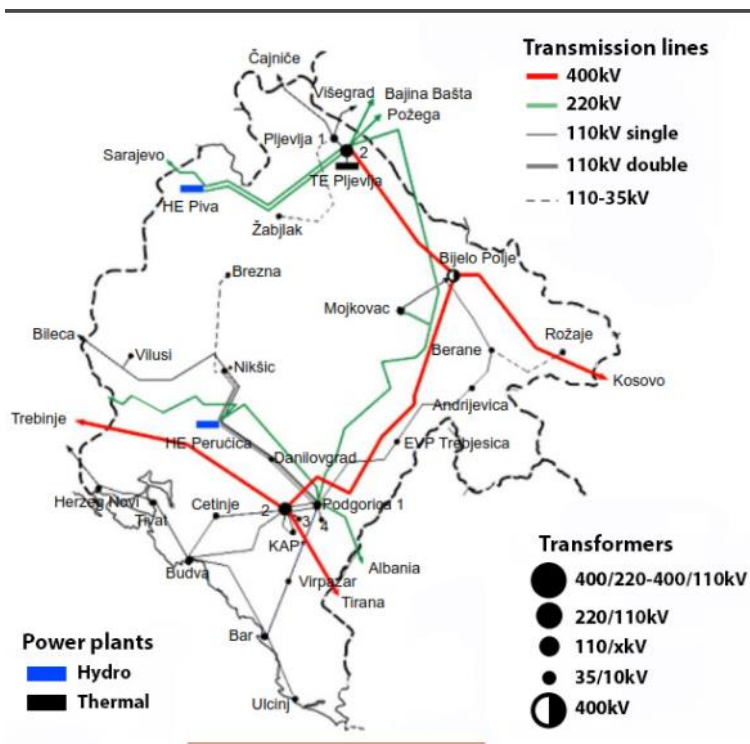 Čajniče
Višegrad
Bajina Bašta
Požega
Pljevlja 1
2
TE Pljevlja
Sarajevo
HE Piva
Žabljak
Transmission lines
400kV
220kV
110kV single
110kV double
110-35kV
Bijelo Polje
Brezna
Mojkovac
Bileca
Vilusi
Nikšic
Berane
Rožaje
Kosovo
Andrijevica
Trebinje
HE Perućica
EVP Trebjesica
Danilovgrad
Herzeg Novi
Tivat
Cetinje
2
Podgorica 1
3
4
KAP
Budva
Albania
Virpazar
Tirana
Bar
Ulcinj
Power plants
Hydro
Thermal
Transformers
400/220-400/110kV
220/110kV
110/xkV
35/10kV
400kV